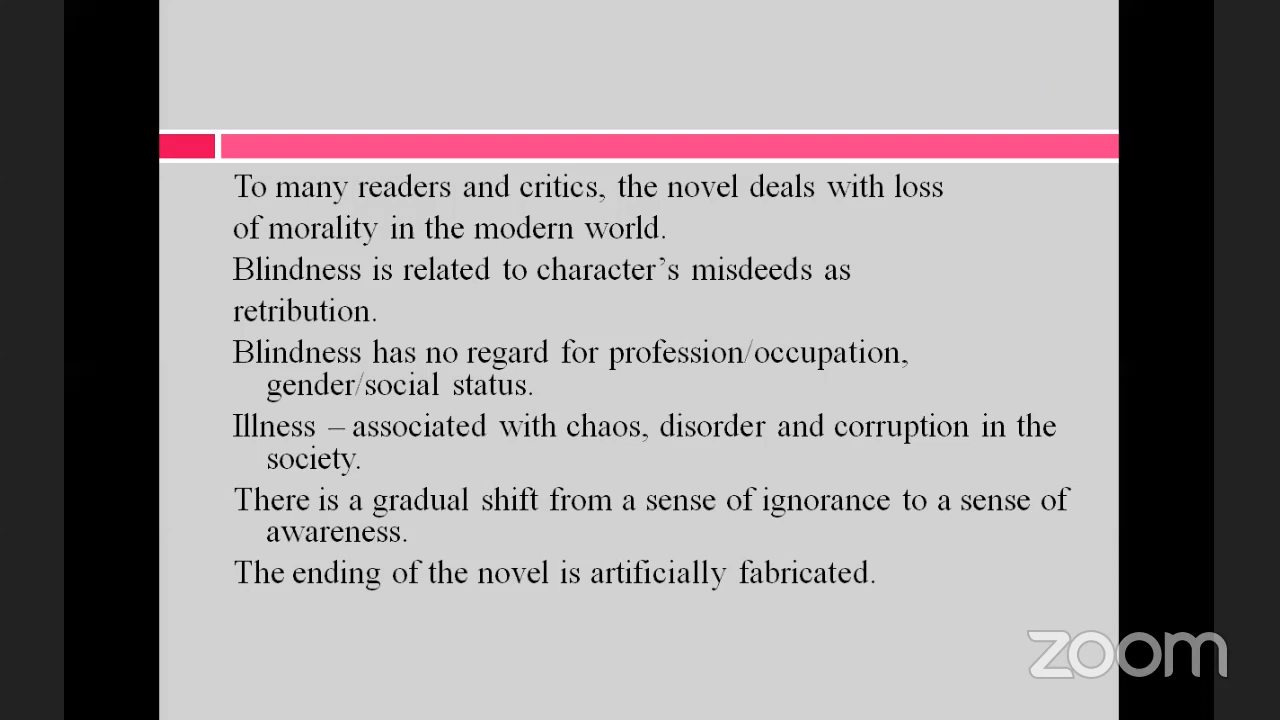 To many readers and critics, the novel deals with loss
of morality in the modern world.
Blindness is related to character’s misdeeds as
retribution.
Blindness has no regard for profession/occupation,
gender/social status.
Illness – associated with chaos, disorder and corruption in the
society.
There is a gradual shift from a sense of ignorance to a sense of
awareness.
The ending of the novel is artificially fabricated.
zoom